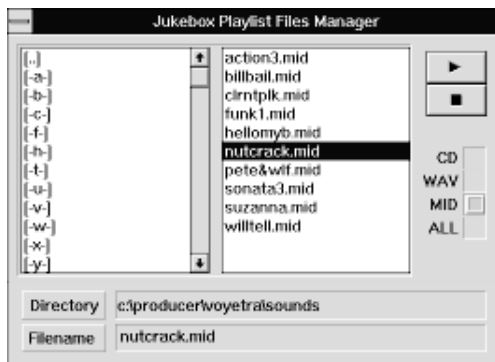 Jukebox Playlist Files Manager
[..]
[-a-]
[-b-]
[-c-]
[-f-]
[-h-]
[-t-]
[-u-]
[-v-]
[-w-]
[-x-]
[-y-]
action3.mid
billbail.mid
clrntplk.mid
funk1.mid
hellomyb.mid
nutcrack.mid
pete&wlf.mid
sonata3.mid
suzanna.mid
willtell.mid
CD
WAV
MID
ALL
Directory c:\producer\voyetra\sounds
Filename nutcrack.mid